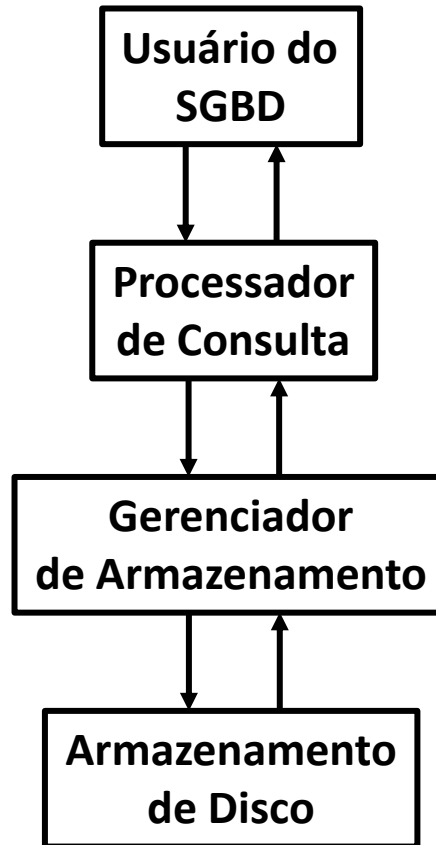 Usuário do
SGBD
Processador
de Consulta
Gerenciador
de Armazenamento
Armazenamento
de Disco